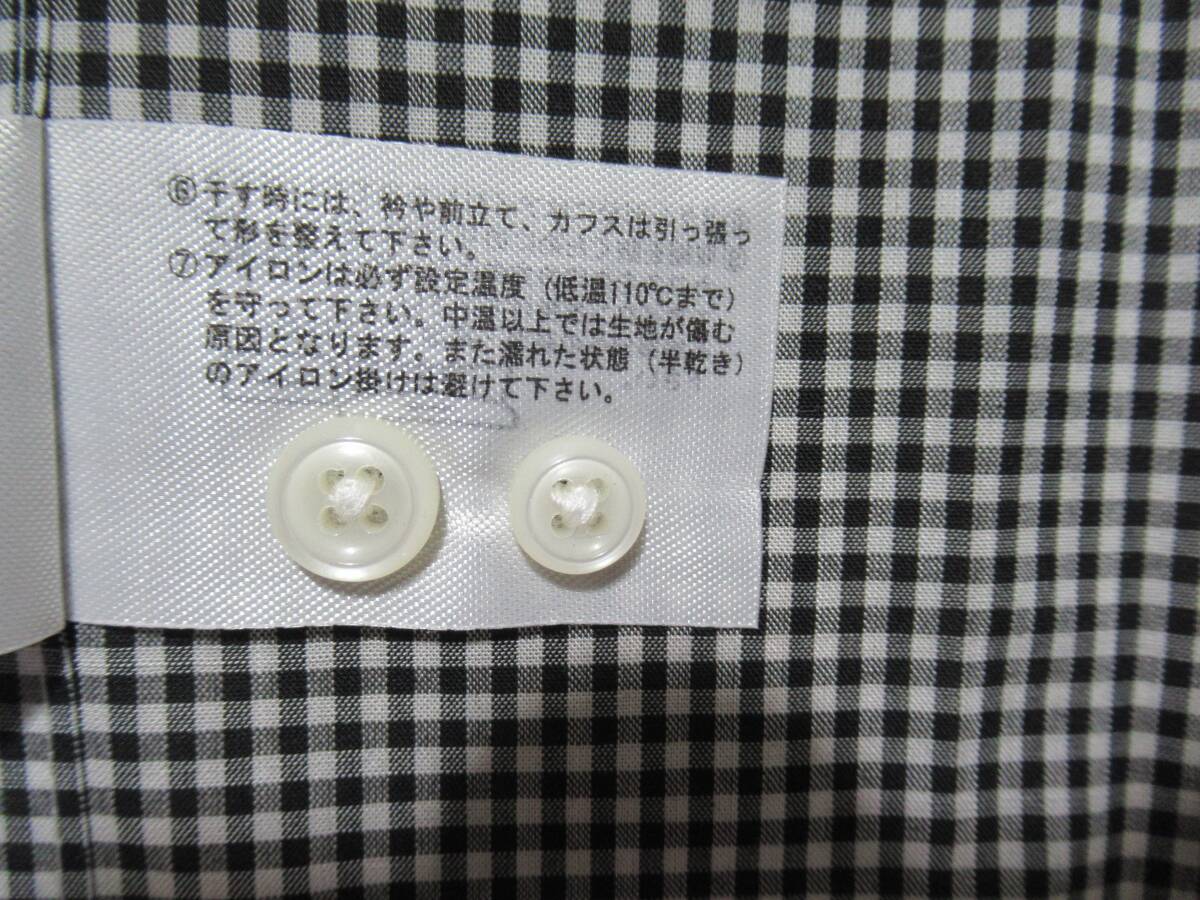 ⑥干す時には、衿や前立て、カフスは引っ張っ
て形を整えて下さい。
⑦アイロンは必ず設定温度（低温110℃まで）
を守って下さい。中温以上では生地が傷む
原因となります。また濡れた状態（半乾き）
のアイロン掛けは避けて下さい。